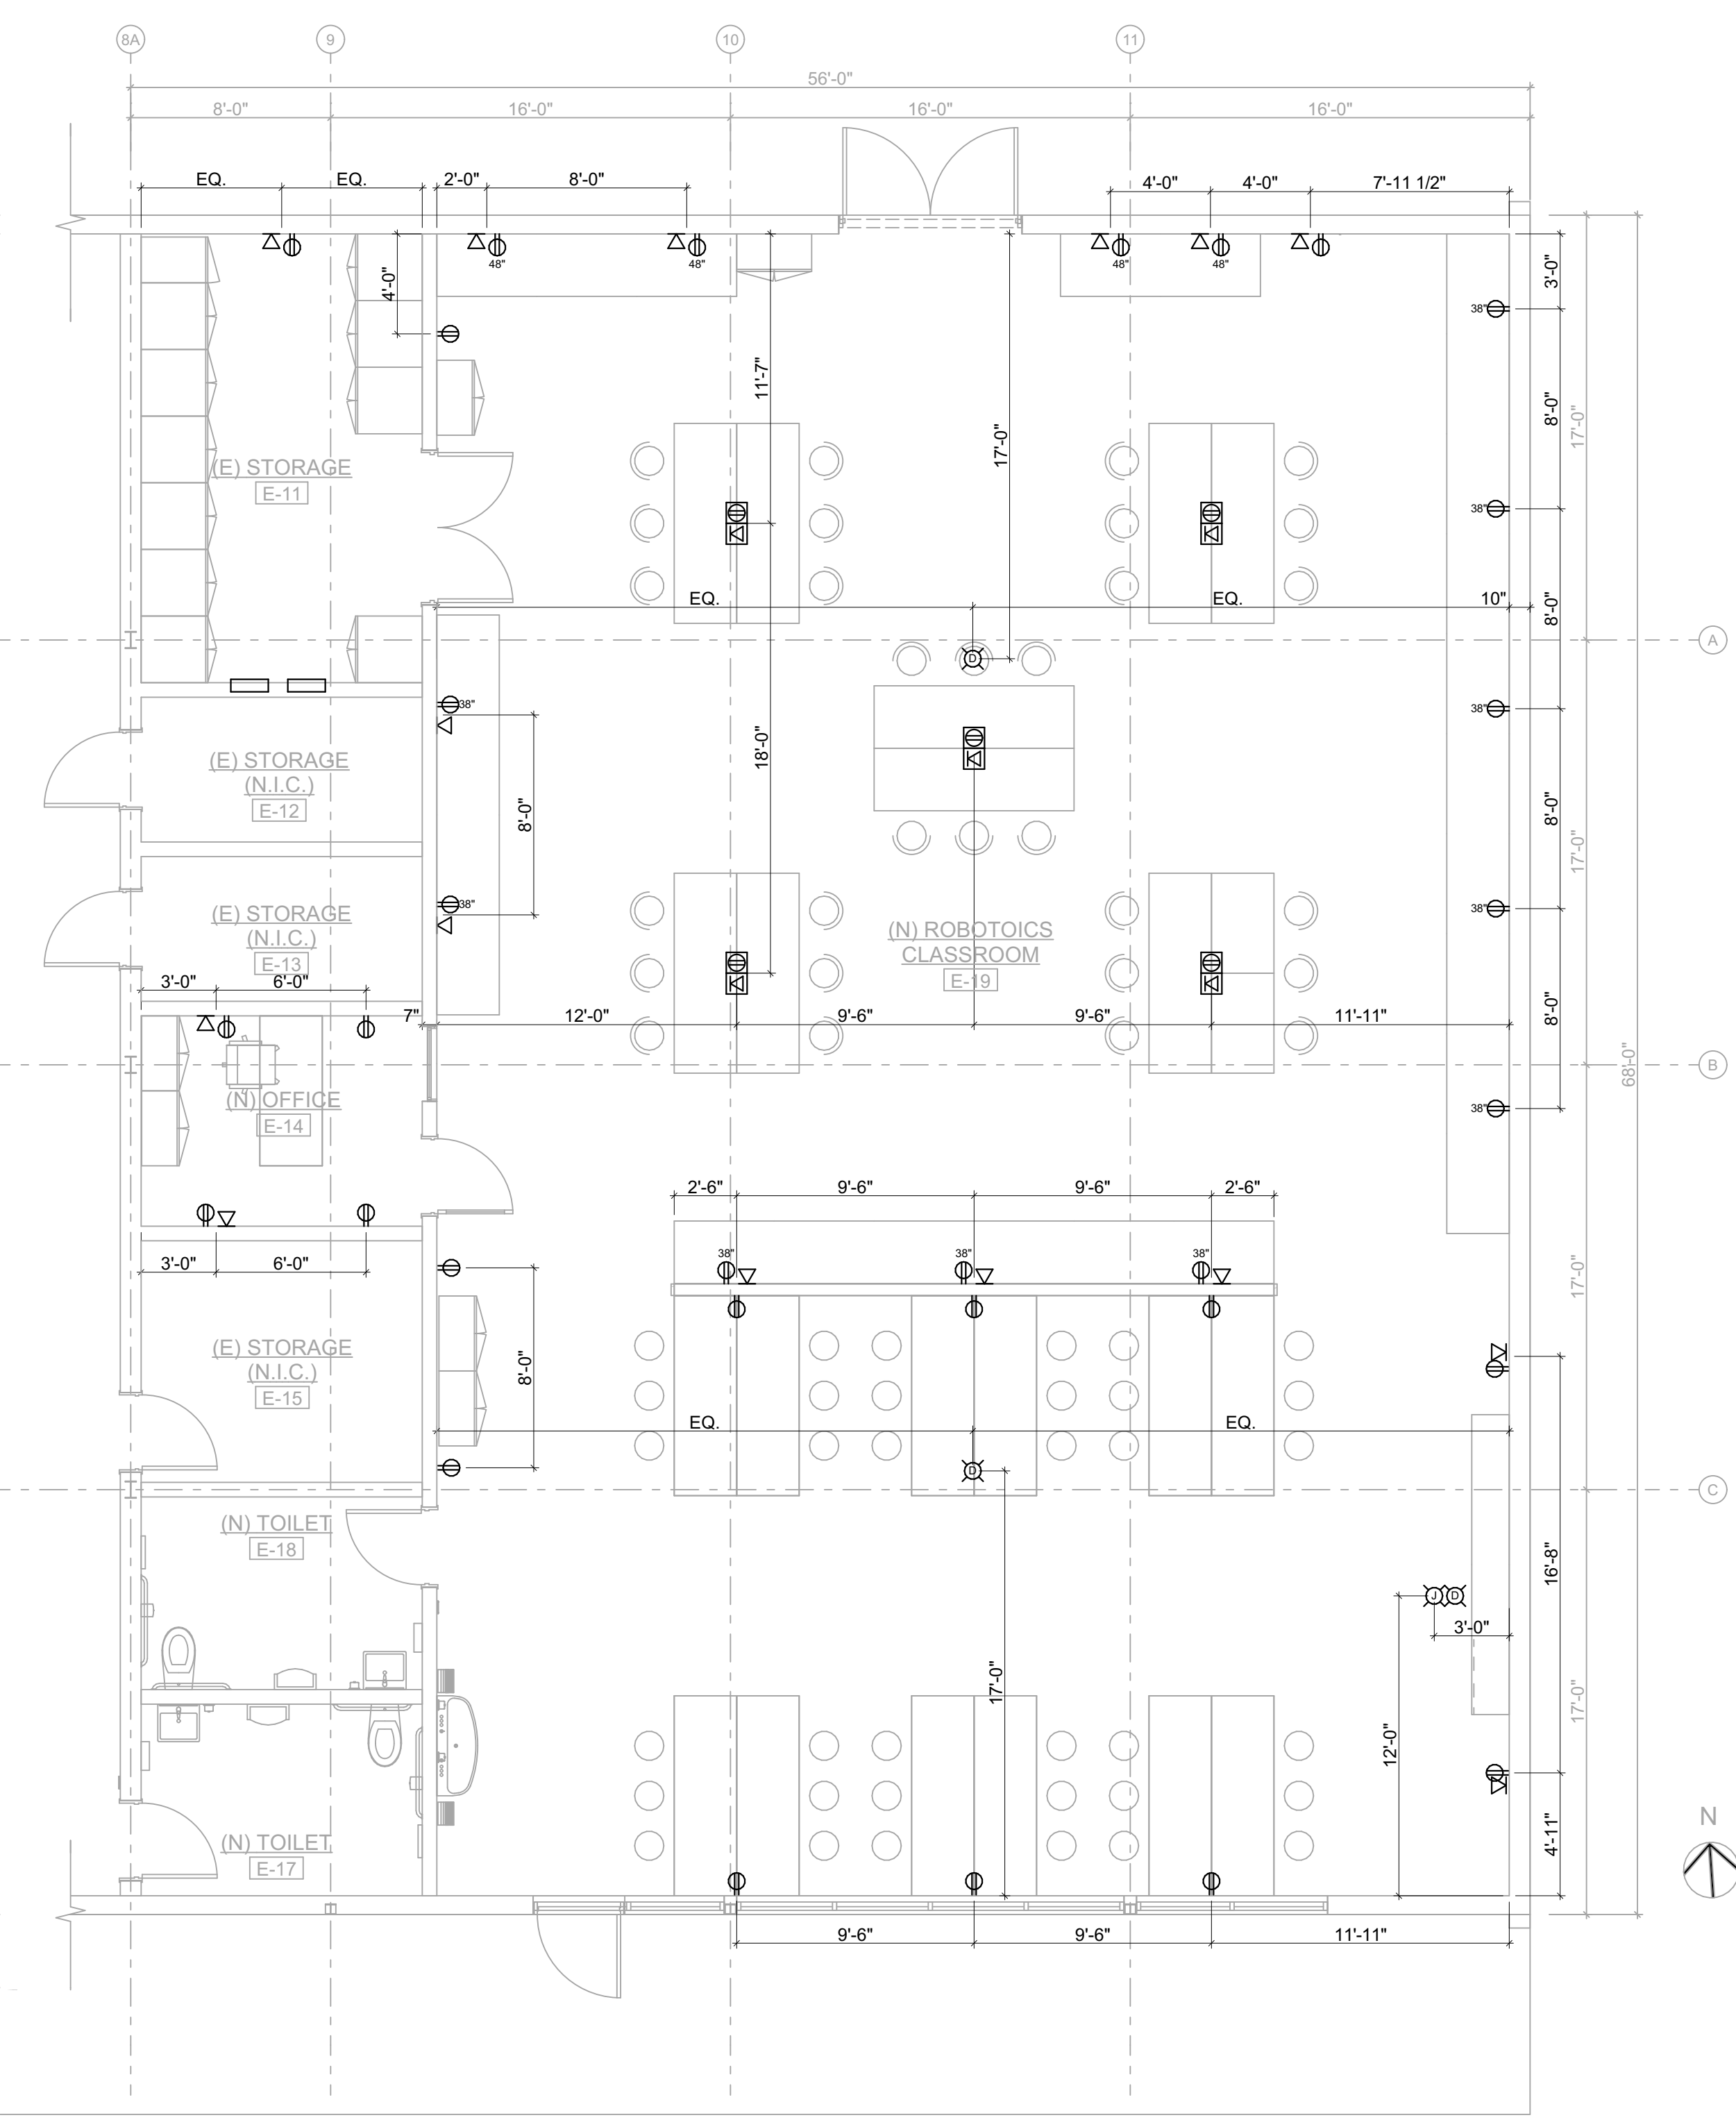 8A
9
10
11
56'-0"
8'-0"
16'-0"
16'-0"
16'-0"
EQ.
EQ.
2'-0"
8'-0"
4'-0"
4'-0"
7'-11 1/2"
48"
48"
48"
48"
4'-0"
3'-0"
38"
11'-7"
17'-0"
8'-0"
17'-0"
(E) STORAGE
E-11
38"
EQ.
EQ.
10"
8'-0"
A
D
38"
38"
(E) STORAGE
(N.I.C.)
E-12
18'-0"
8'-0"
8'-0"
17'-0"
38"
38"
(E) STORAGE
(N.I.C.)
E-13
(N) ROBOTOICS
CLASSROOM
E-19
3'-0"
6'-0"
7"
12'-0"
9'-6"
9'-6"
11'-11"
8'-0"
68'-0"
B
(N) OFFICE
E-14
38"
2'-6"
9'-6"
9'-6"
2'-6"
3'-0"
6'-0"
38"
38"
38"
17'-0"
(E) STORAGE
(N.I.C.)
E-15
8'-0"
EQ.
EQ.
D
C
(N) TOILET
E-18
16'-8"
J
D
3'-0"
17'-0"
12'-0"
17'-0"
N
(N) TOILET
E-17
4'-11"
9'-6"
9'-6"
11'-11"